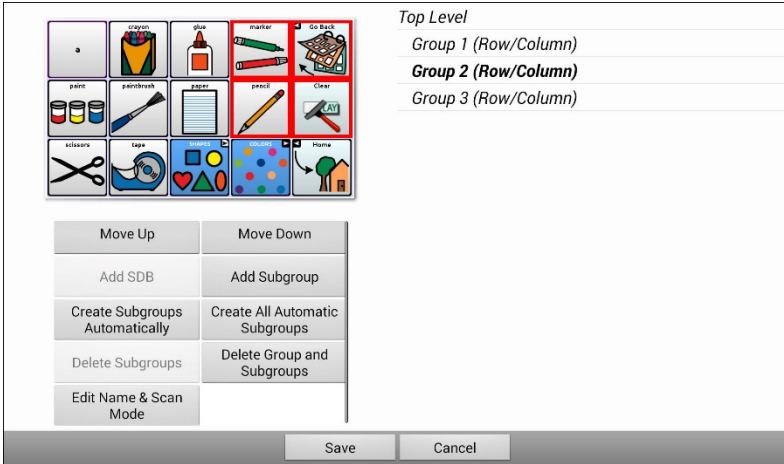 a
crayon
glue
marker
Go Back
paint
paintbrush
paper
pencil
Clear
LAY
scissors
tape
SHAPES
COLORS
Home
Top Level
Group 1 (Row/Column)
Group 2 (Row/Column)
Group 3 (Row/Column)
Move Up
Move Down
Add SDB
Add Subgroup
Create Subgroups
Automatically
Create All Automatic
Subgroups
Delete Subgroups
Delete Group and
Subgroups
Edit Name & Scan
Mode
Save
Cancel